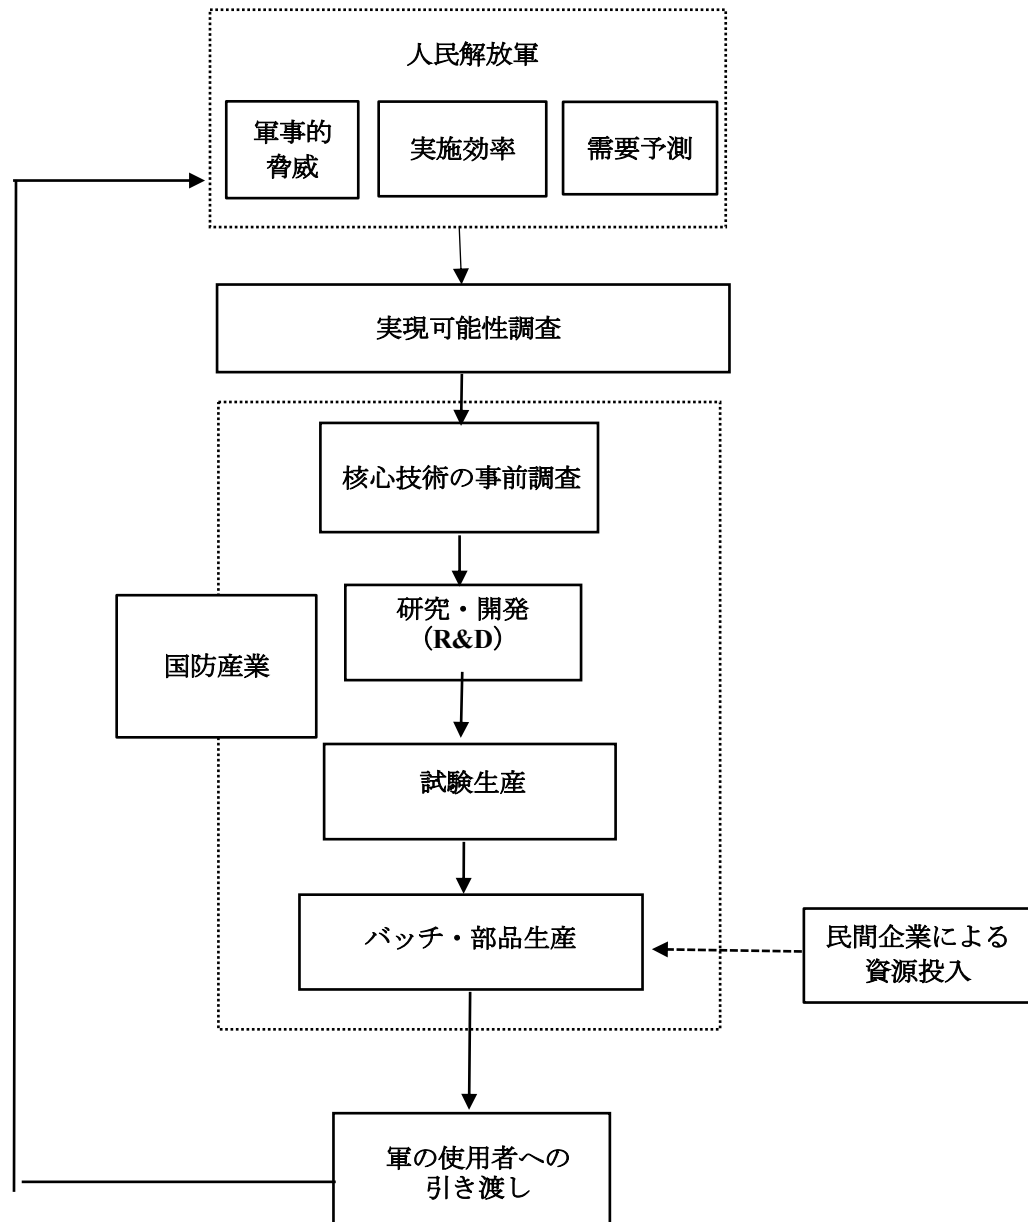 人民解放軍
軍事的
脅威
実施効率
需要予測
実現可能性調査
核心技術の事前調査
研究・開発
（R&D）
国防産業
試験生産
バッチ・部品生産
民間企業による
資源投入
軍の使用者への
引き渡し